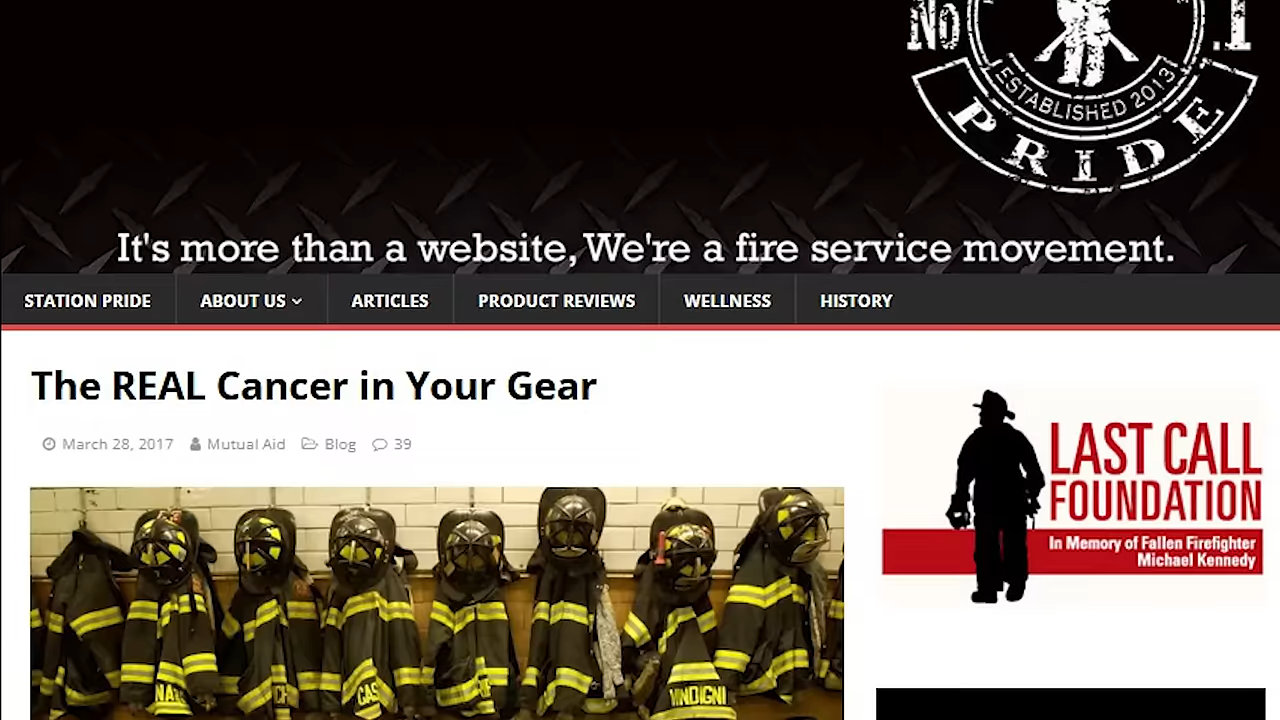 No .1
ESTABLISHED 2013
PRIDE
It's more than a website, We're a fire service movement.
STATION PRIDE ABOUT US ARTICLES PRODUCT REVIEWS WELLNESS HISTORY
The REAL Cancer in Your Gear
March 28, 2017 Mutual Aid Blog 39
LAST CALL
FOUNDATION
In Memory of Fallen Firefighter
Michael Kennedy
CAS
VINDIGNI